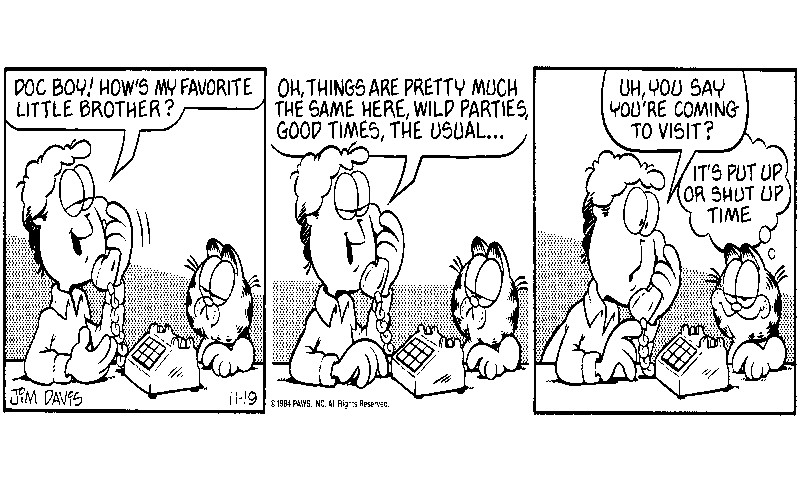 DOC BOY! HOW'S MY FAVORITE
LITTLE BROTHER?
JIM DAVIS
11-19
OH, THINGS ARE PRETTY MUCH
THE SAME HERE, WILD PARTIES,
GOOD TIMES, THE USUAL...
©1984 PAWS, INC. All Rights Reserved.
UH, YOU SAY
YOU'RE COMING
TO VISIT?
IT'S PUT UP
OR SHUT UP
TIME